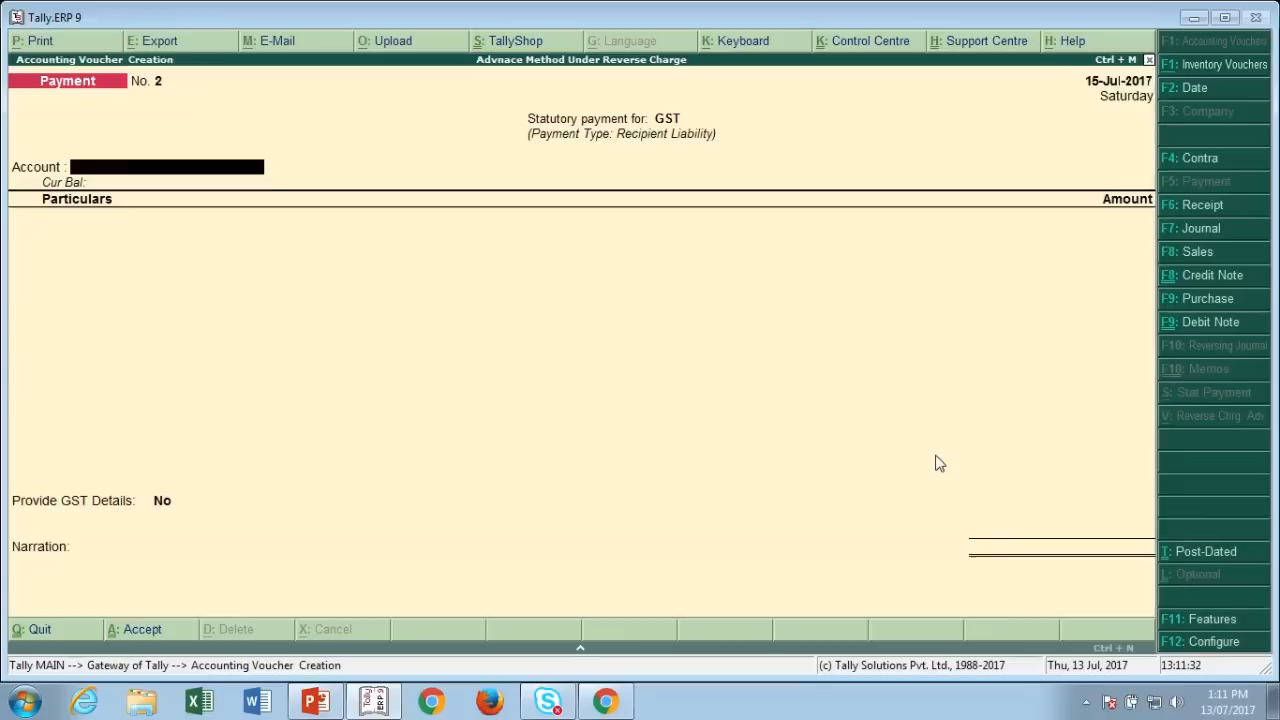 Tally.ERP 9
P: Print E: Export M: E-Mail O: Upload S: TallyShop G: Language K: Keyboard K: Control Centre H: Support Centre H: Help
Accounting Voucher Creation Advnace Method Under Reverse Charge Ctrl + M
Payment No. 2 15-Jul-2017
Saturday
Statutory payment for: GST
(Payment Type: Recipient Liability)
Account :
Cur Bal:
Particulars Amount
Provide GST Details: No
Narration:
F1: Accounting Vouchers
F1: Inventory Vouchers
F2: Date
F3: Company
F4: Contra
F5: Payment
F6: Receipt
F7: Journal
F8: Sales
F8: Credit Note
F9: Purchase
F9: Debit Note
F10: Reversing Journal
F10: Memos
S: Stat Payment
V: Reverse Chrg. Adv
T: Post-Dated
L: Optional
F11: Features
F12: Configure
Q: Quit A: Accept D: Delete X: Cancel
Ctrl + N
Tally MAIN --> Gateway of Tally --> Accounting Voucher Creation (c) Tally Solutions Pvt. Ltd., 1988-2017 Thu, 13 Jul, 2017 13:11:32
1:11 PM
13/07/2017